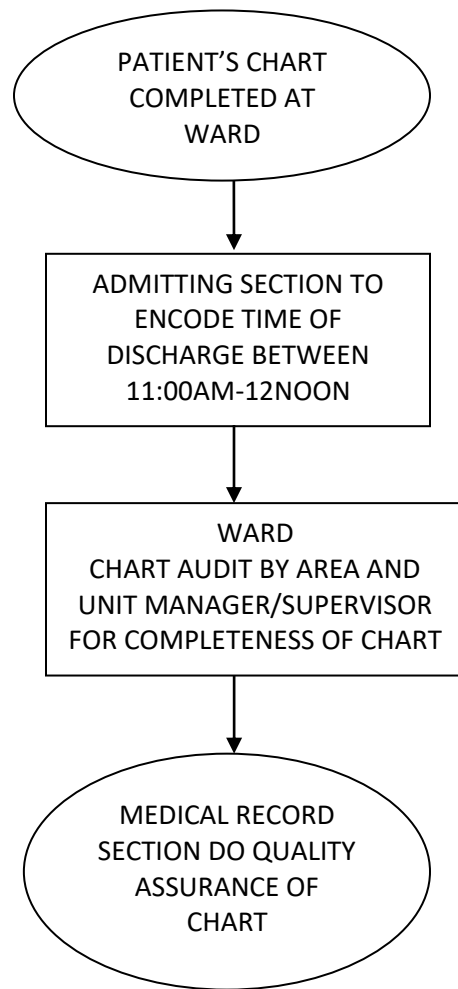 PATIENT’S CHART
COMPLETED AT
WARD
ADMITTING SECTION TO
ENCODE TIME OF
DISCHARGE BETWEEN
11:00AM-12NOON
WARD
CHART AUDIT BY AREA AND
UNIT MANAGER/SUPERVISOR
FOR COMPLETENESS OF CHART
MEDICAL RECORD
SECTION DO QUALITY
ASSURANCE OF
CHART